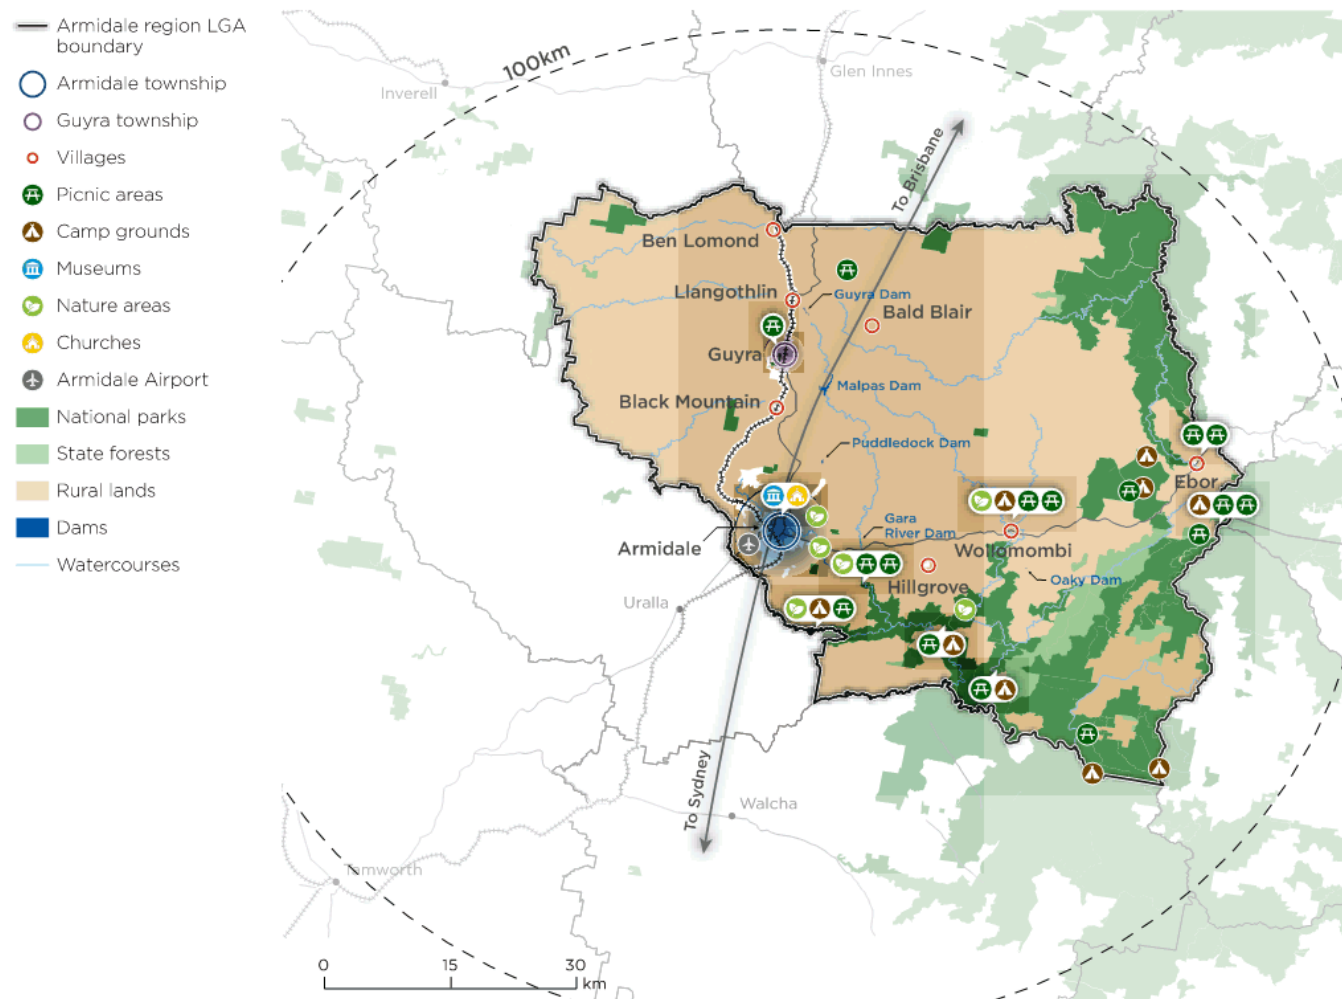 Armidale region LGA
boundary
Armidale township
Guyra township
Villages
Picnic areas
Camp grounds
Museums
Nature areas
Churches
Armidale Airport
National parks
State forests
Rural lands
Dams
Watercourses
100km
Glen Innes
Inverell
To Brisbane
Ben Lomond
Llangothlin
Guyra Dam
Bald Blair
Guyra
Malpas Dam
Black Mountain
Puddledock Dam
Ebor
Gara
River Dam
Armidale
Wollomombi
Hillgrove
Oaky Dam
Uralla
To Sydney
Walcha
Tamworth
0 15 30
km